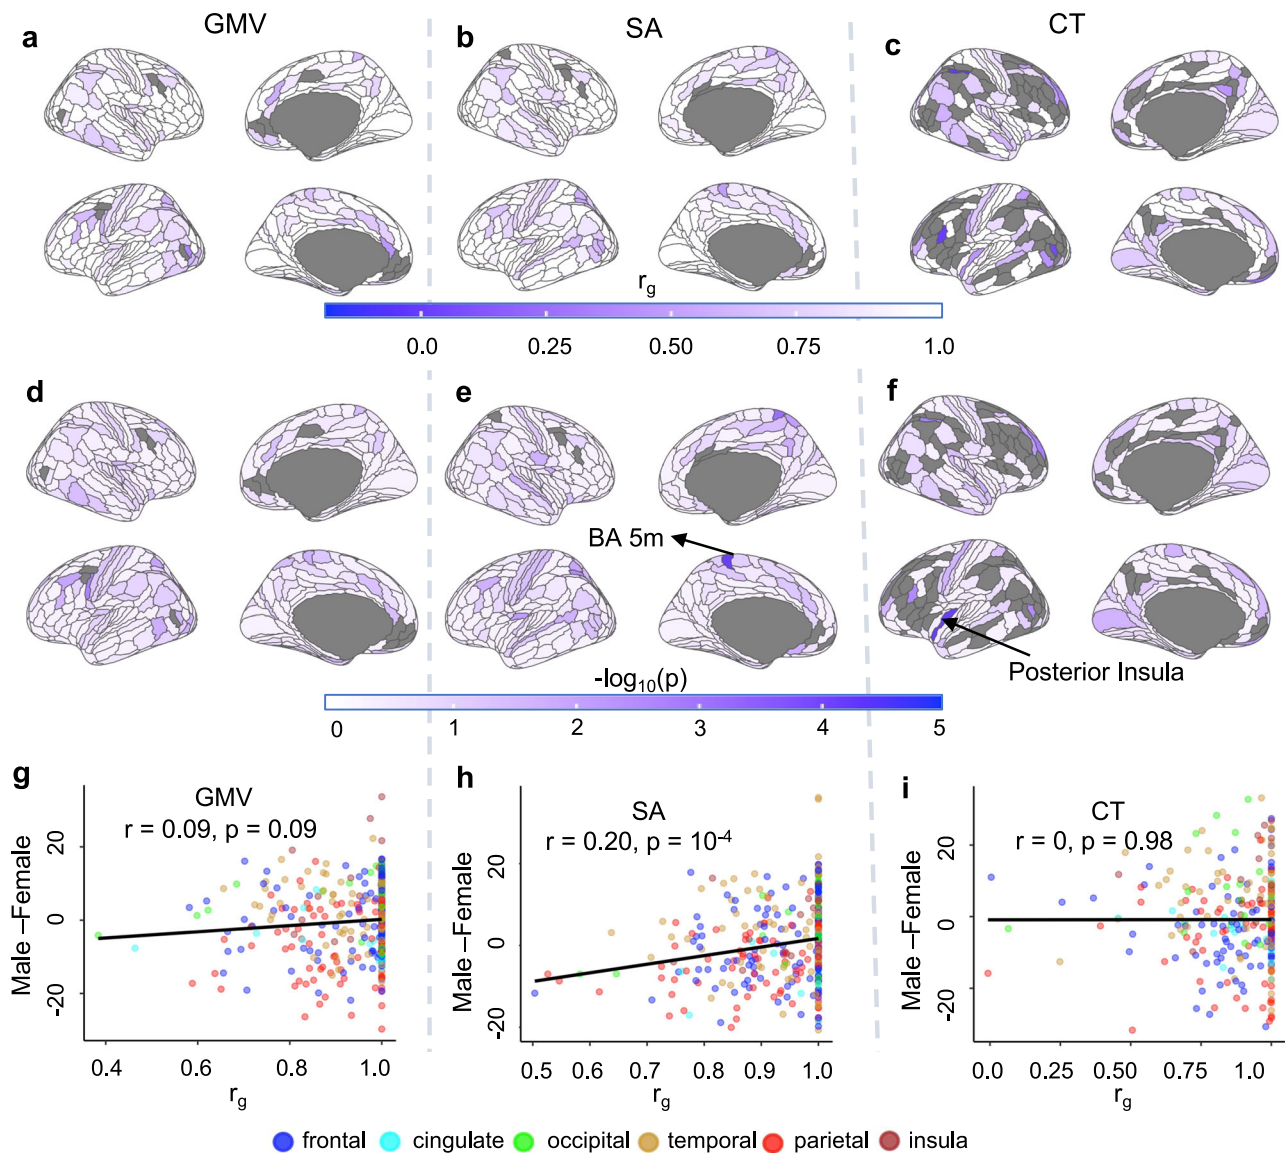 GMV
SA
CT
a
b
c
r_g
0.0 0.25 0.50 0.75 1.0
d
e
f
BA 5m
Posterior Insula
-log₁₀(p)
0 1 2 3 4 5
g
h
i
GMV
r = 0.09, p = 0.09
Male –Female
20
0
-20
0.4 0.6 0.8 1.0
r_g
SA
r = 0.20, p = 10⁻⁴
Male –Female
20
0
-20
0.5 0.6 0.7 0.8 0.9 1.0
r_g
CT
r = 0, p = 0.98
Male –Female
20
0
-20
0.0 0.25 0.50 0.75 1.0
r_g
frontal cingulate occipital temporal parietal insula